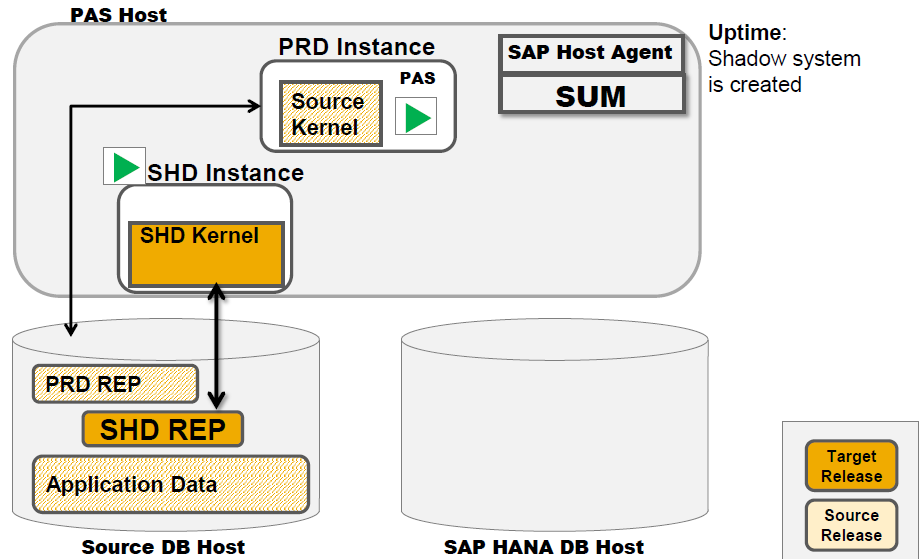 PAS Host
PRD Instance
PAS
Source
Kernel
SAP Host Agent
SUM
Uptime:
Shadow system
is created
SHD Instance
SHD Kernel
PRD REP
SHD REP
Application Data
Source DB Host
SAP HANA DB Host
Target
Release
Source
Release